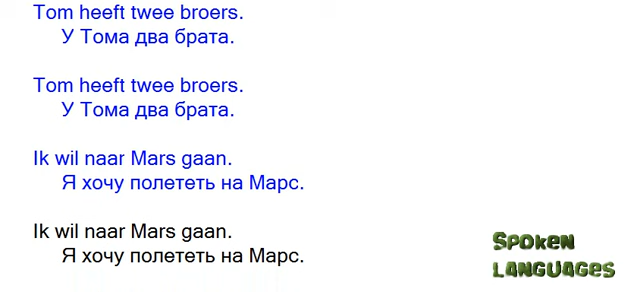 Tom heeft twee broers.
У Тома два брата.
Tom heeft twee broers.
У Тома два брата.
Ik wil naar Mars gaan.
Я хочу полететь на Марс.
Ik wil naar Mars gaan.
Я хочу полететь на Марс.
Spoken
Languages